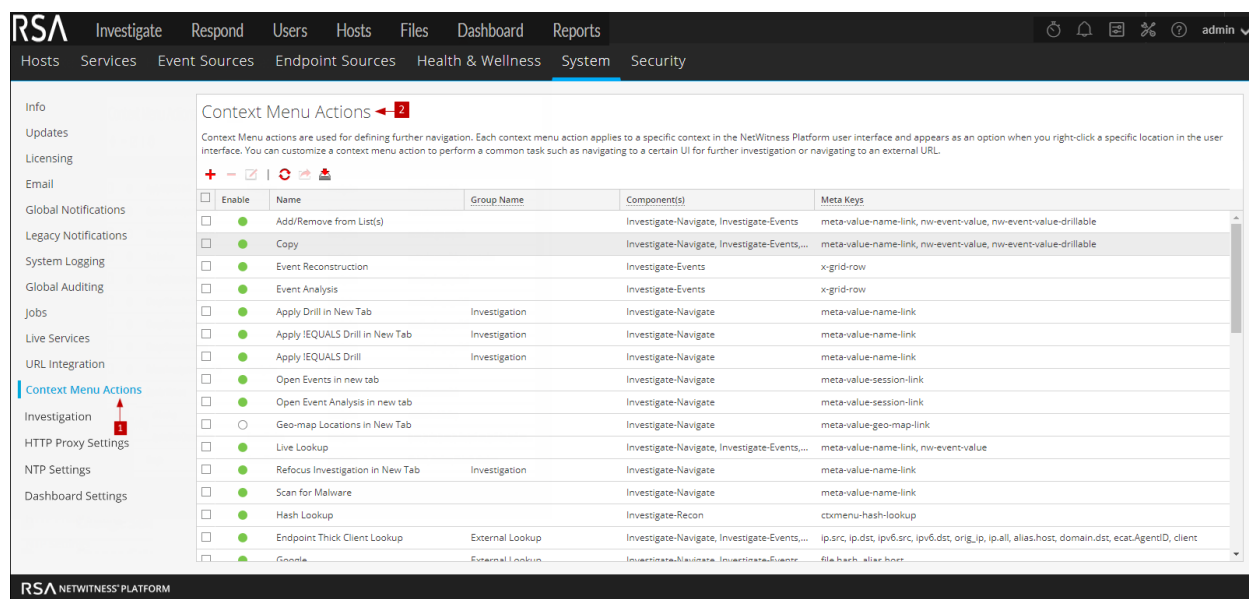 RSA Investigate Respond Users Hosts Files Dashboard Reports admin
Hosts Services Event Sources Endpoint Sources Health & Wellness System Security
Info
Updates
Licensing
Email
Global Notifications
Legacy Notifications
System Logging
Global Auditing
Jobs
Live Services
URL Integration
Context Menu Actions
1
Investigation
HTTP Proxy Settings
NTP Settings
Dashboard Settings
Context Menu Actions 2
Context Menu actions are used for defining further navigation. Each context menu action applies to a specific context in the NetWitness Platform user interface and appears as an option when you right-click a specific location in the user
interface. You can customize a context menu action to perform a common task such as navigating to a certain UI for further investigation or navigating to an external URL.
Enable Name Group Name Component(s) Meta Keys
Add/Remove from List(s) Investigate-Navigate, Investigate-Events meta-value-name-link, nw-event-value, nw-event-value-drillable
Copy Investigate-Navigate, Investigate-Events,... meta-value-name-link, nw-event-value, nw-event-value-drillable
Event Reconstruction Investigate-Events x-grid-row
Event Analysis Investigate-Events x-grid-row
Apply Drill in New Tab Investigation Investigate-Navigate meta-value-name-link
Apply !EQUALS Drill in New Tab Investigation Investigate-Navigate meta-value-name-link
Apply !EQUALS Drill Investigation Investigate-Navigate meta-value-name-link
Open Events in new tab Investigate-Navigate meta-value-session-link
Open Event Analysis in new tab Investigate-Navigate meta-value-session-link
Geo-map Locations in New Tab Investigate-Navigate meta-value-geo-map-link
Live Lookup Investigate-Navigate, Investigate-Events,... meta-value-name-link, nw-event-value
Refocus Investigation in New Tab Investigation Investigate-Navigate meta-value-name-link
Scan for Malware Investigate-Navigate meta-value-name-link
Hash Lookup Investigate-Recon ctxmenu-hash-lookup
Endpoint Thick Client Lookup External Lookup Investigate-Navigate, Investigate-Events,... ip.src, ip.dst, ipv6.src, ipv6.dst, orig_ip, ip.all, alias.host, domain.dst, ecat.AgentID, client
Google External Lookup Investigate-Navigate, Investigate-Events file.hash, alias.host
RSA NETWITNESS® PLATFORM